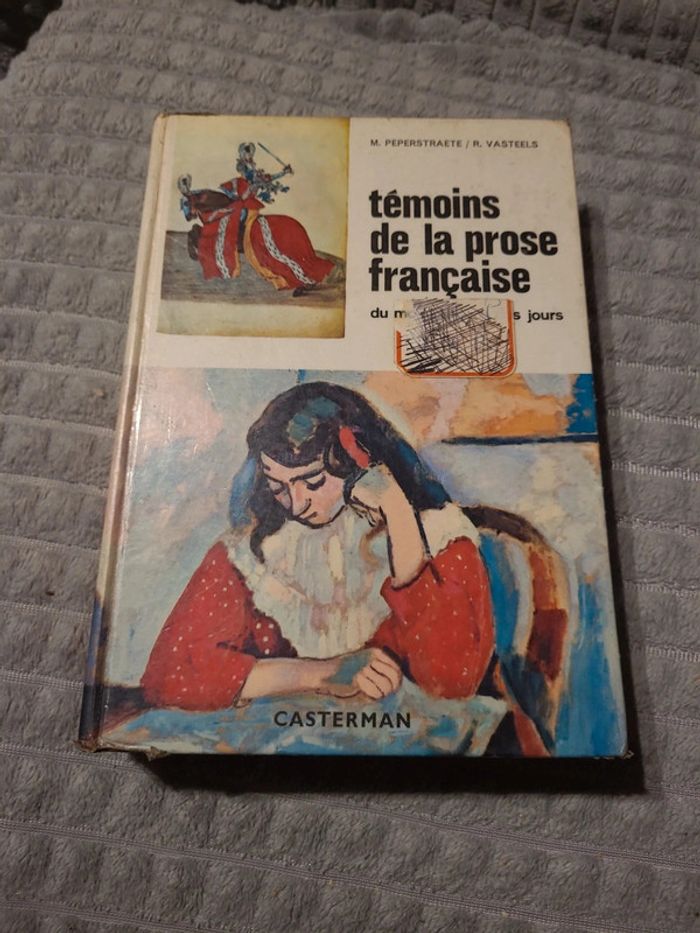 M. PEPERSTRAETE / R. VASTEELS
témoins
de la prose
française
du jours
CASTERMAN